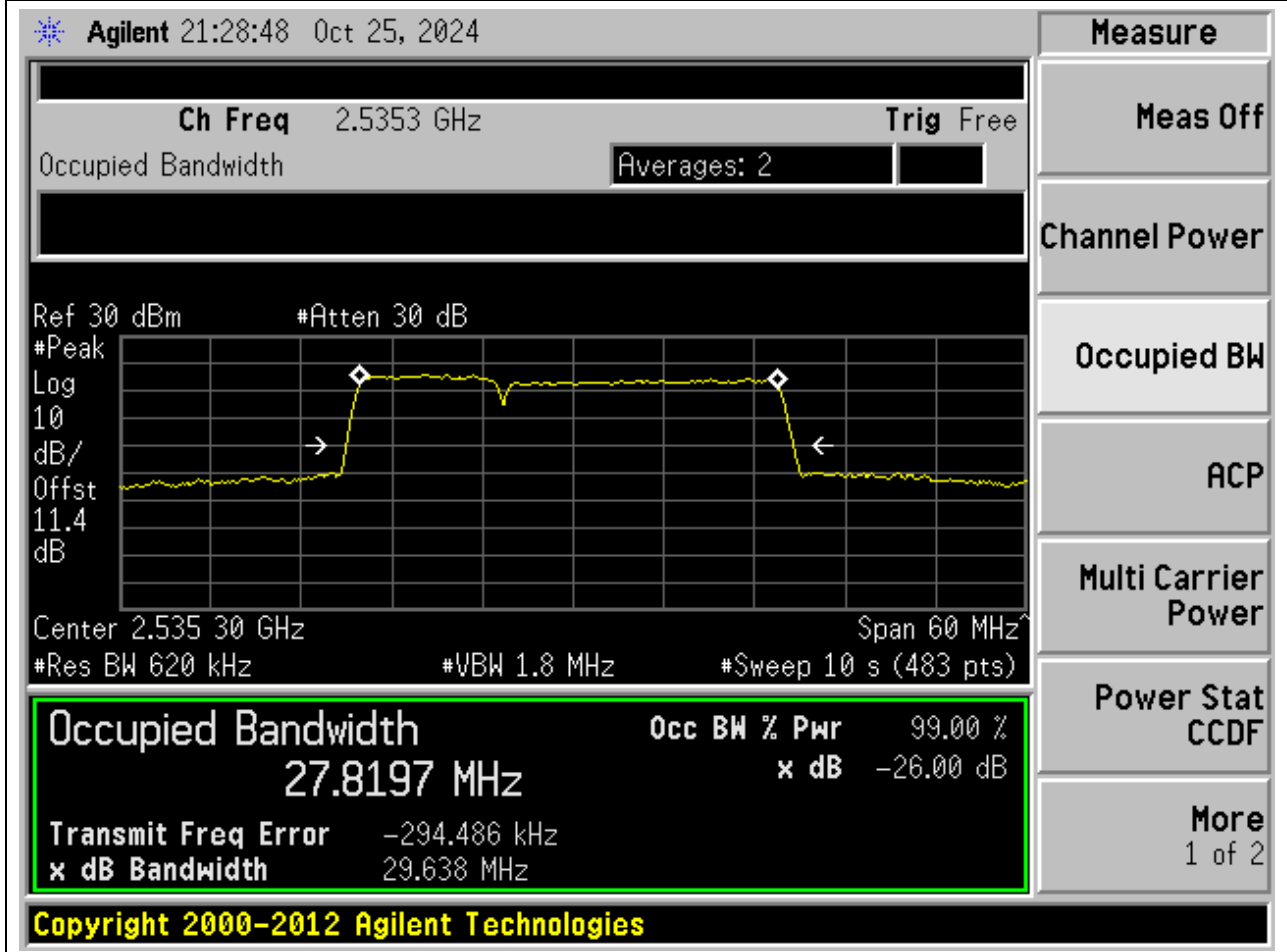 Agilent 21:28:48 Oct 25, 2024
Measure
Ch Freq 2.5353 GHz Trig Free
Occupied Bandwidth Averages: 2
Meas Off
Channel Power
Occupied BW
ACP
Multi Carrier
Power
Power Stat
CCDF
More
1 of 2
Ref 30 dBm #Atten 30 dB
#Peak
Log
10
dB/
Offst
11.4
dB
Center 2.535 30 GHz Span 60 MHz^
#Res BW 620 kHz #VBW 1.8 MHz #Sweep 10 s (483 pts)
Occupied Bandwidth Occ BW % Pwr 99.00 %
27.8197 MHz x dB -26.00 dB
Transmit Freq Error -294.486 kHz
x dB Bandwidth 29.638 MHz
Copyright 2000-2012 Agilent Technologies